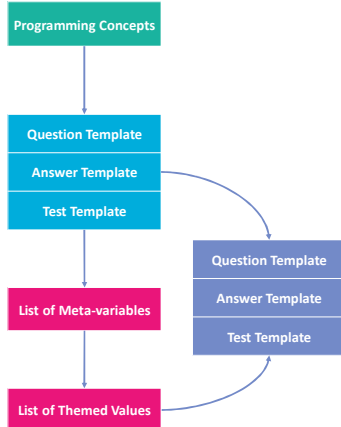 Programming Concepts
Question Template
Answer Template
Test Template
List of Meta-variables
List of Themed Values
Question Template
Answer Template
Test Template